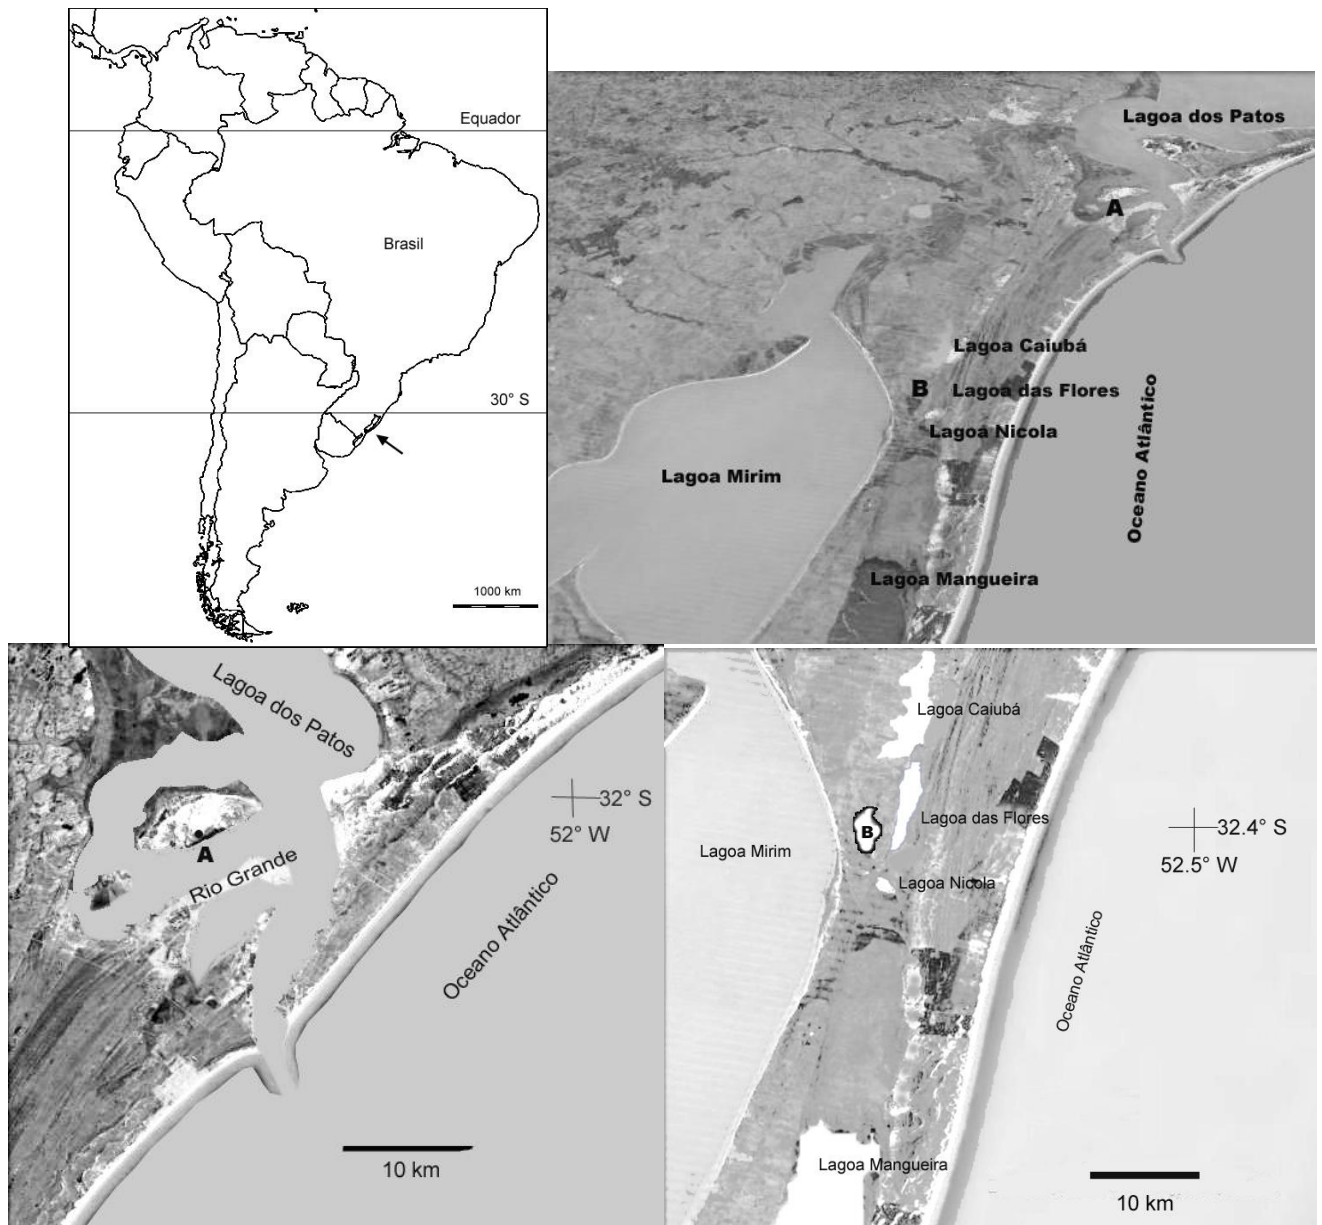 Equador
Brasil
30° S
1000 km
Lagoa dos Patos
A
Lagoa Caiubá
B
Lagoa das Flores
Lagoa Nicola
Lagoa Mirim
Oceano Atlântico
Lagoa Mangueira
Lagoa dos Patos
32° S
52° W
A
Rio Grande
Oceano Atlântico
10 km
Lagoa Caiubá
Lagoa das Flores
B
32.4° S
52.5° W
Lagoa Mirim
Lagoa Nicola
Oceano Atlântico
Lagoa Mangueira
10 km